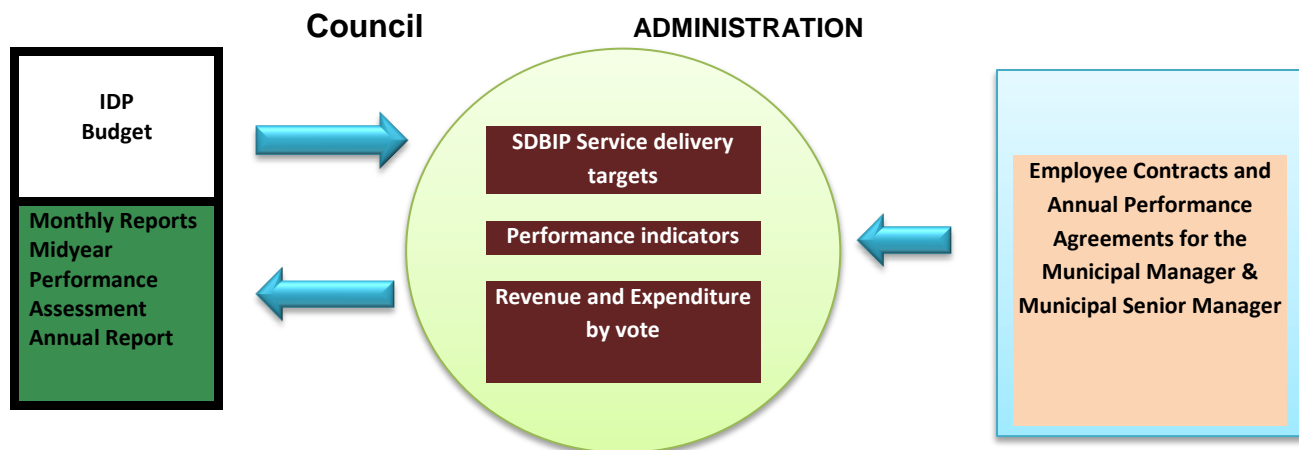 Council
ADMINISTRATION
IDP
Budget
Monthly Reports
Midyear
Performance
Assessment
Annual Report
SDBIP Service delivery
targets
Performance indicators
Revenue and Expenditure
by vote
Employee Contracts and
Annual Performance
Agreements for the
Municipal Manager &
Municipal Senior Manager